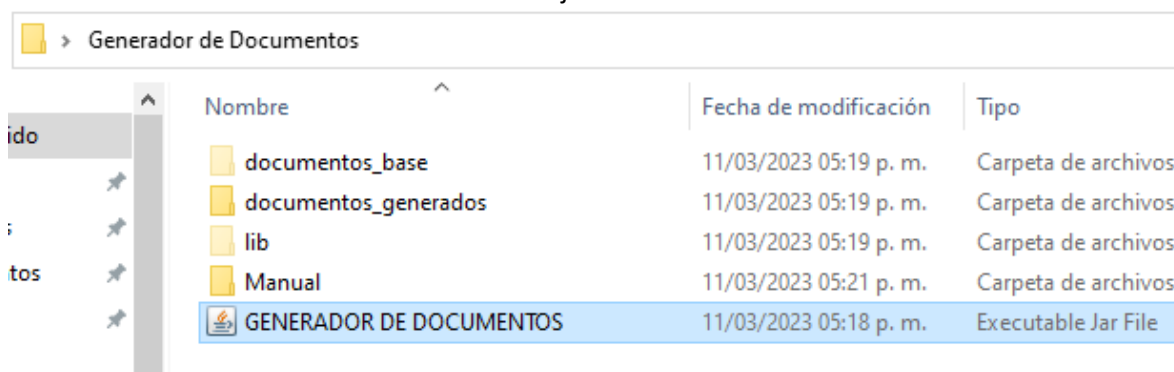 > Generador de Documentos
Nombre Fecha de modificación Tipo
ido
documentos_base 11/03/2023 05:19 p. m. Carpeta de archivos
documentos_generados 11/03/2023 05:19 p. m. Carpeta de archivos
lib 11/03/2023 05:19 p. m. Carpeta de archivos
tos Manual 11/03/2023 05:21 p. m. Carpeta de archivos
GENERADOR DE DOCUMENTOS 11/03/2023 05:18 p. m. Executable Jar File